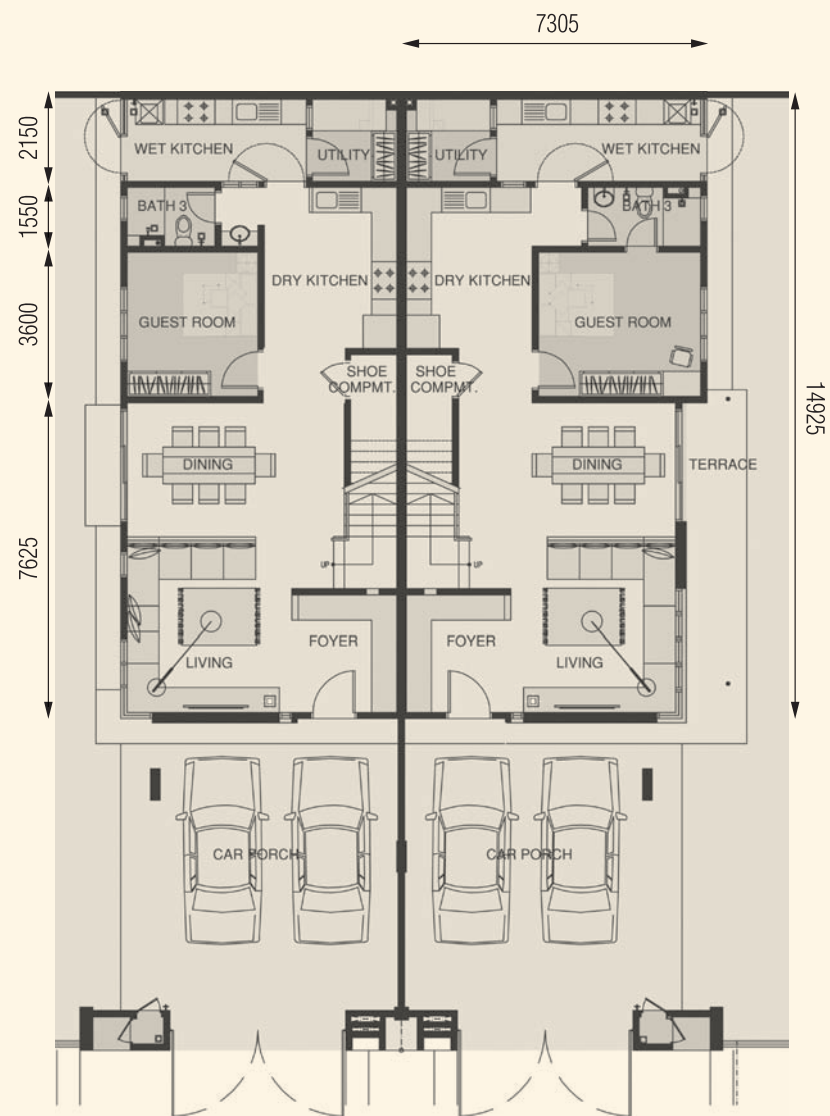 7305
2150
1550
3600
7625
14925
WET KITCHEN
UTILITY
UTILITY
WET KITCHEN
BATH 3
BATH 3
DRY KITCHEN
DRY KITCHEN
GUEST ROOM
GUEST ROOM
SHOE
COMPMT.
SHOE
COMPMT.
DINING
DINING
TERRACE
UP
UP
FOYER
FOYER
LIVING
LIVING
CAR PORCH
CAR PORCH